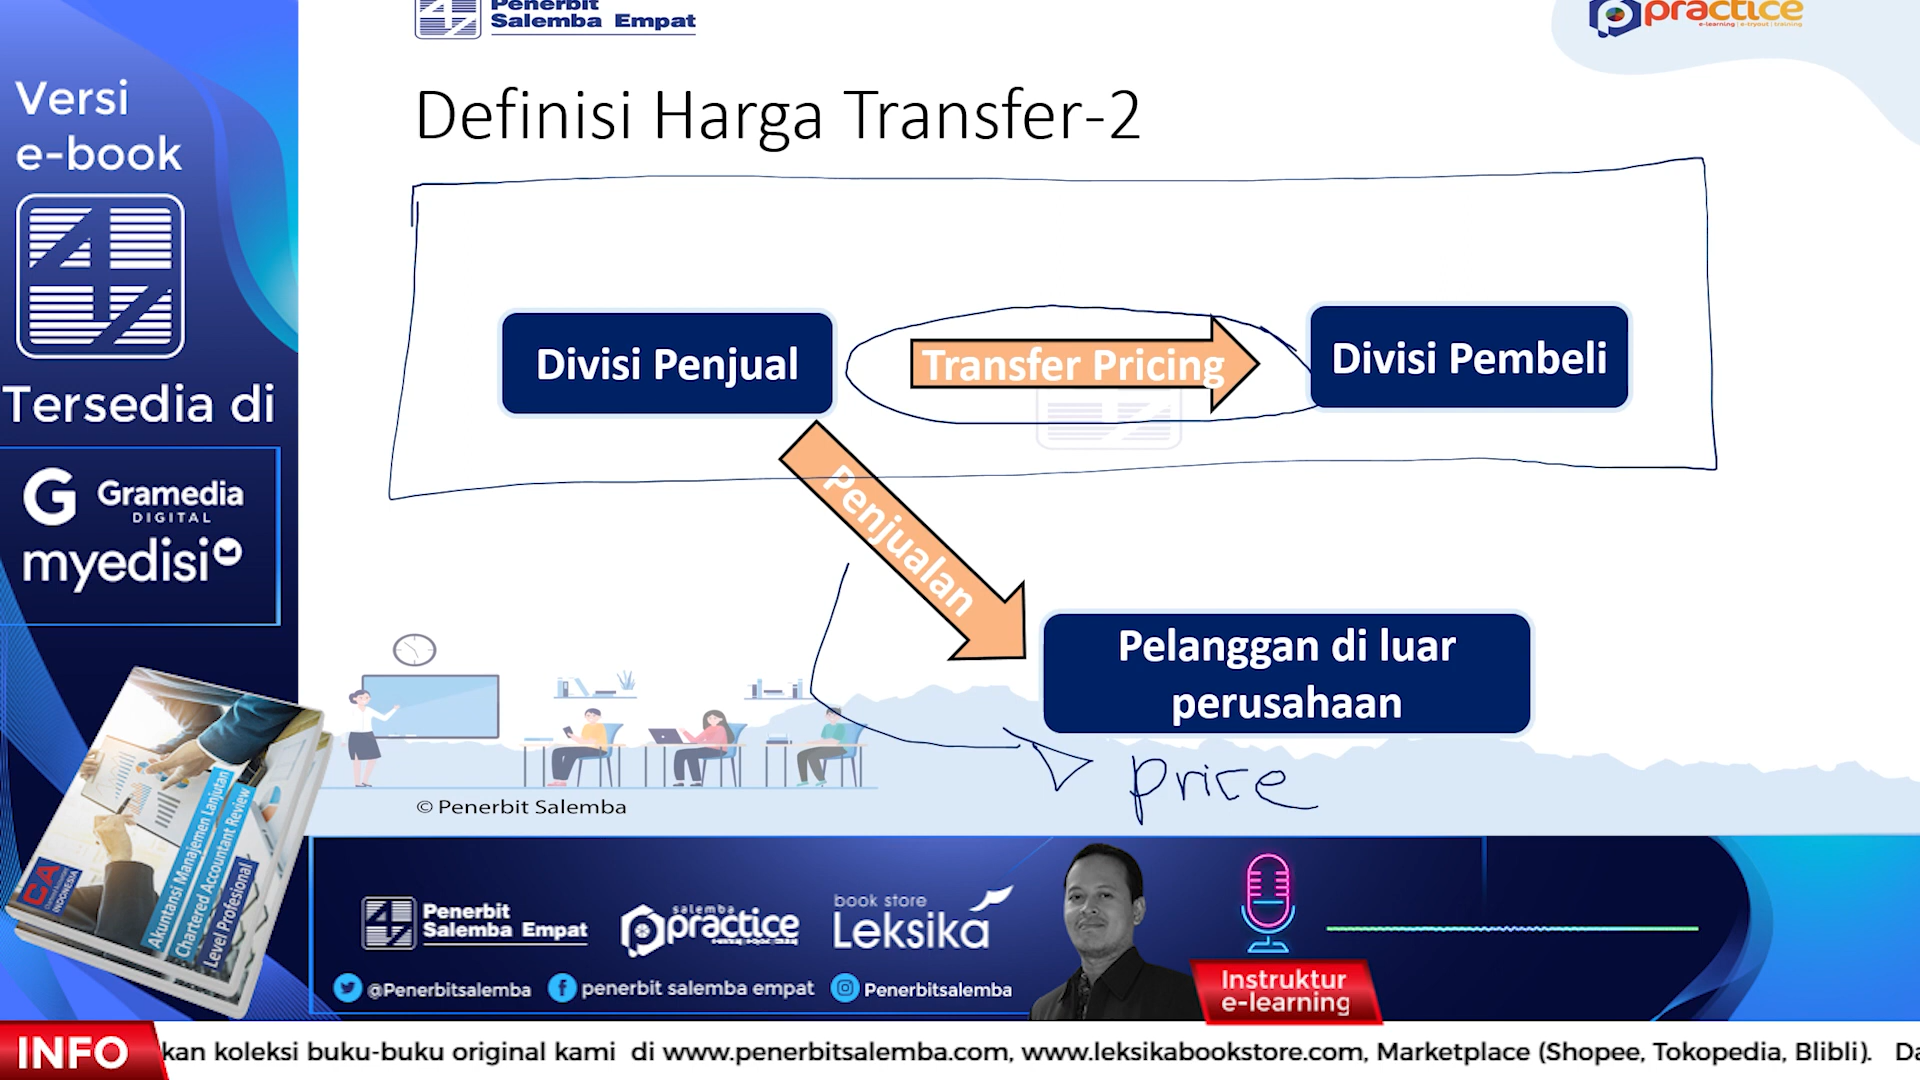 Penerbit
Salemba Empat
practice
e-learning | e-tryout | training
Versi
e-book
Tersedia di
Gramedia
DIGITAL
myedisi
Definisi Harga Transfer-2
Divisi Penjual
Transfer Pricing
Divisi Pembeli
Penjualan
Pelanggan di luar
perusahaan
price
© Penerbit Salemba
Akuntansi Manajemen Lanjutan
Chartered Accountant Review
Level Profesional
CA
INDONESIA
Penerbit
Salemba Empat
salemba
practice
book store
Leksika
@Penerbitsalemba
penerbit salemba empat
Penerbitsalemba
Instruktur
e-learning
INFO
kan koleksi buku-buku original kami di www.penerbitsalemba.com, www.leksikabookstore.com, Marketplace (Shopee, Tokopedia, Blibli). Da